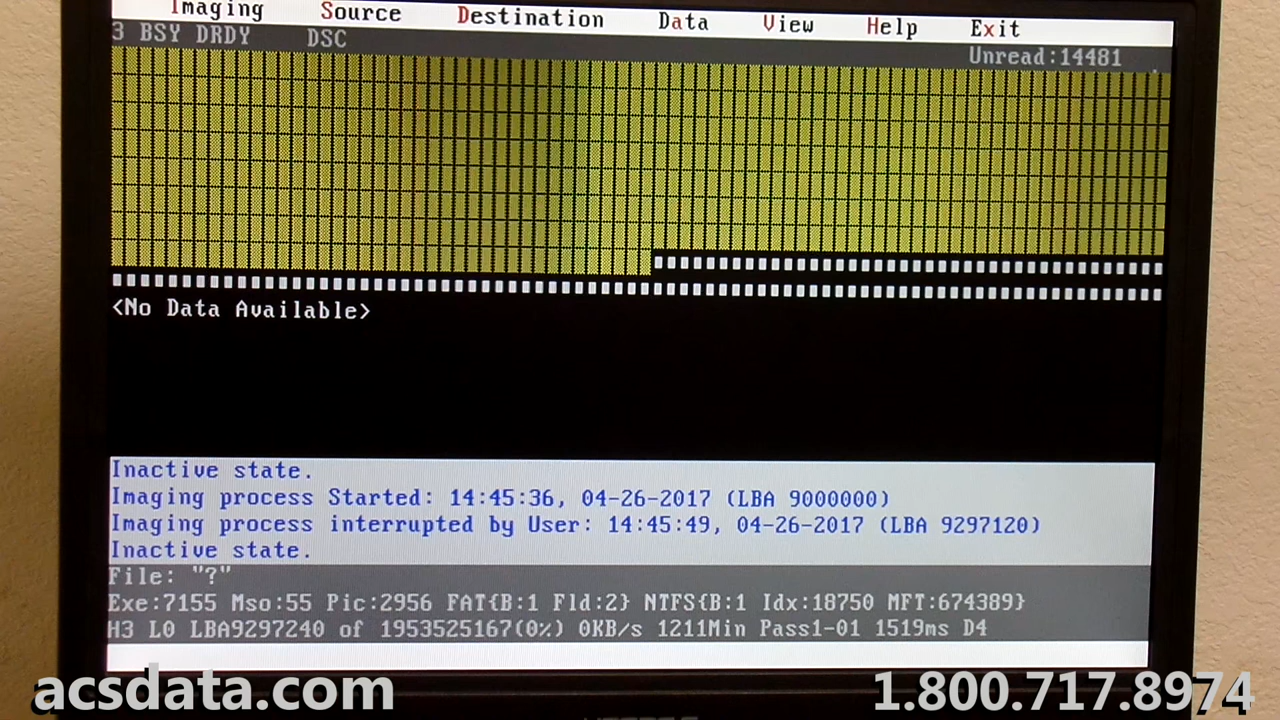 Imaging Source Destination Data View Help Exit
3 BSY DRDY DSC Unread:14481
<No Data Available>
Inactive state.
Imaging process Started: 14:45:36, 04-26-2017 (LBA 9000000)
Imaging process interrupted by User: 14:45:49, 04-26-2017 (LBA 9297120)
Inactive state.
File: "?"
Exe:7155 Mso:55 Pic:2956 FAT{B:1 Fld:2} NTFS{B:1 Idx:18750 MFT:674389}
H3 L0 LBA9297240 of 1953525167(0%) 0KB/s 1211Min Pass1-01 1519ms D4
acsdata.com 1.800.717.8974